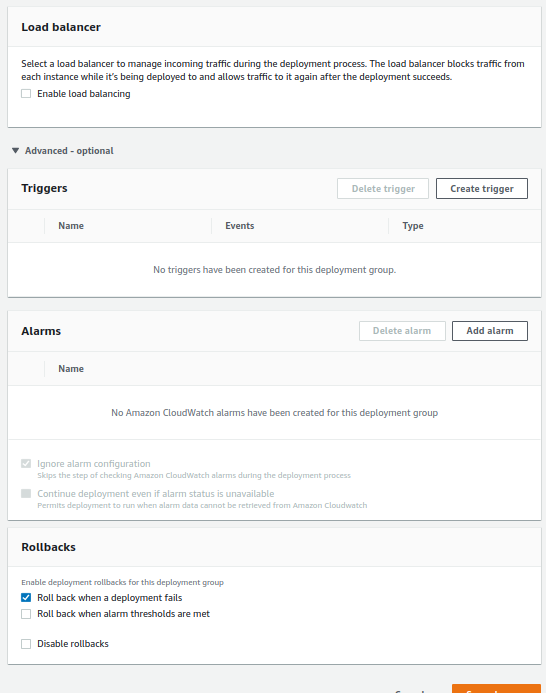 Load balancer
Select a load balancer to manage incoming traffic during the deployment process. The load balancer blocks traffic from
each instance while it's being deployed to and allows traffic to it again after the deployment succeeds.
Enable load balancing
Advanced - optional
Triggers
Delete trigger
Create trigger
Name
Events
Type
No triggers have been created for this deployment group.
Alarms
Delete alarm
Add alarm
Name
No Amazon CloudWatch alarms have been created for this deployment group
Ignore alarm configuration
Skips the step of checking Amazon CloudWatch alarms during the deployment process
Continue deployment even if alarm status is unavailable
Permits deployment to run when alarm data cannot be retrieved from Amazon Cloudwatch
Rollbacks
Enable deployment rollbacks for this deployment group
Roll back when a deployment fails
Roll back when alarm thresholds are met
Disable rollbacks